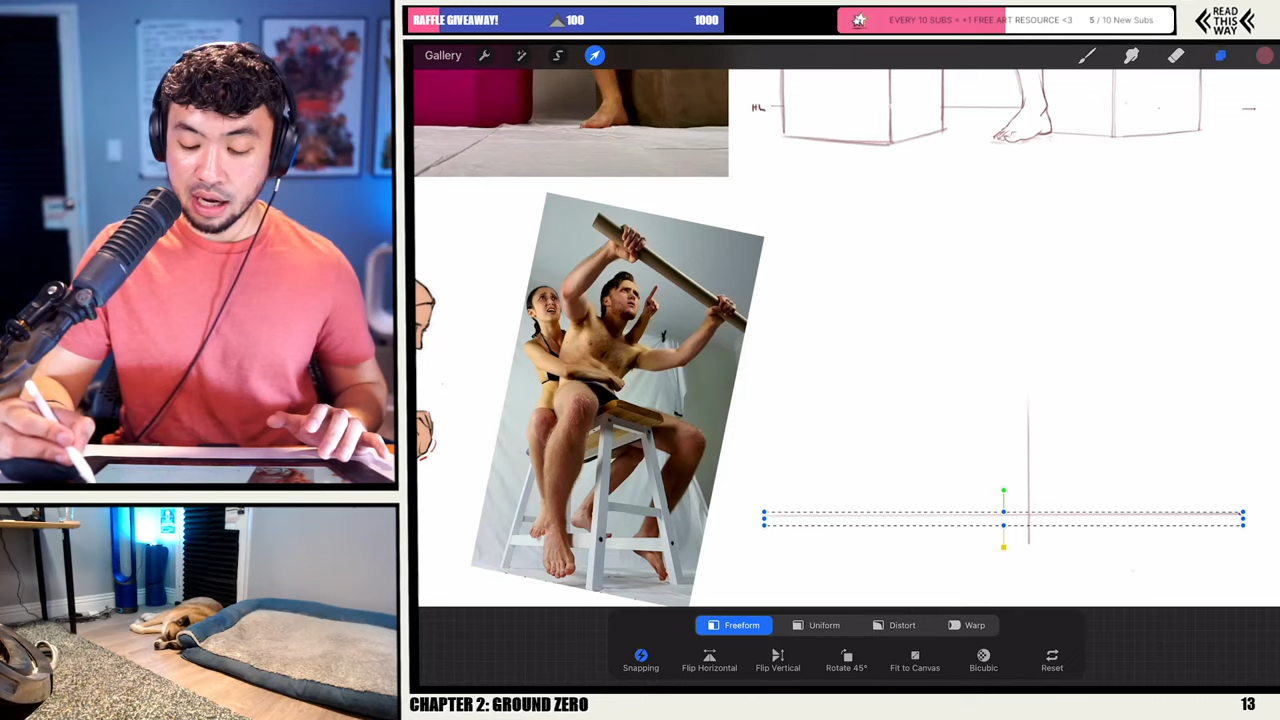 RAFFLE GIVEAWAY!
100
1000
EVERY 10 SUBS = +1 FREE ART RESOURCE <3
5 / 10 New Subs
READ
THIS
WAY
Gallery
HL
Freeform
Uniform
Distort
Warp
Snapping
Flip Horizontal
Flip Vertical
Rotate 45°
Fit to Canvas
Bicubic
Reset
CHAPTER 2: GROUND ZERO
13